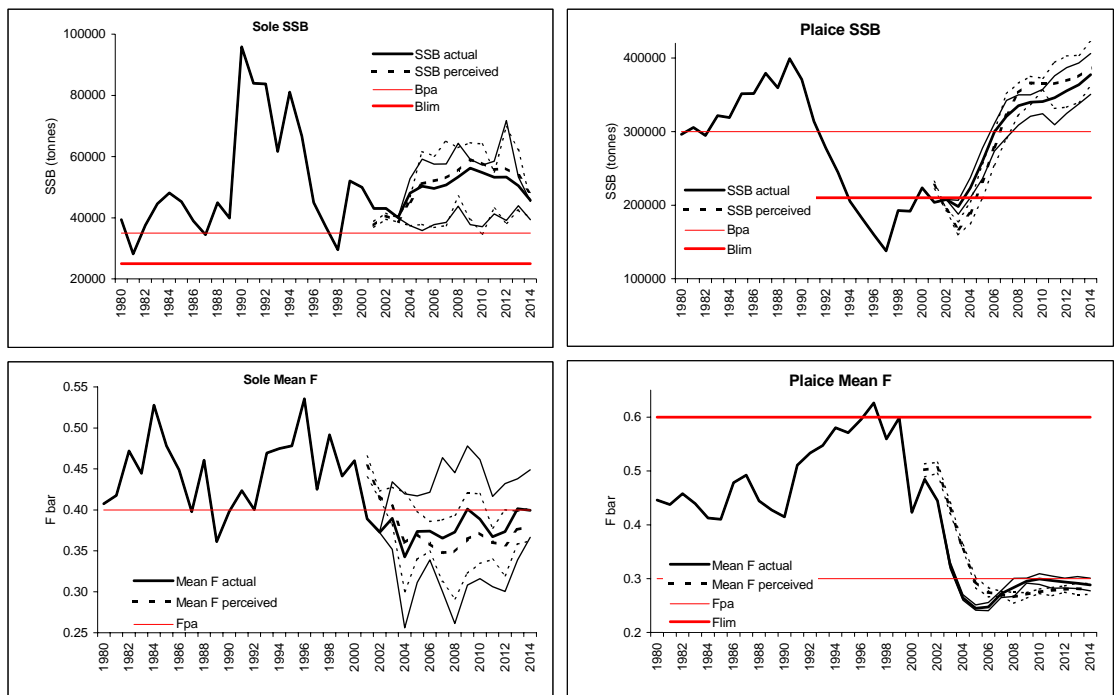 Sole SSB
SSB (tonnes)
100000
80000
60000
40000
20000
SSB actual
SSB perceived
Bpa
Blim
1980 1982 1984 1986 1988 1990 1992 1994 1996 1998 2000 2002 2004 2006 2008 2010 2012 2014
Plaice SSB
SSB (tonnes)
400000
300000
200000
100000
SSB actual
SSB perceived
Bpa
Blim
1980 1982 1984 1986 1988 1990 1992 1994 1996 1998 2000 2002 2004 2006 2008 2010 2012 2014
Sole Mean F
F bar
0.55
0.50
0.45
0.40
0.35
0.30
0.25
Mean F actual
Mean F perceived
Fpa
1980 1982 1984 1986 1988 1990 1992 1994 1996 1998 2000 2002 2004 2006 2008 2010 2012 2014
Plaice Mean F
F bar
0.6
0.5
0.4
0.3
0.2
Mean F actual
Mean F perceived
Fpa
Flim
1980 1982 1984 1986 1988 1990 1992 1994 1996 1998 2000 2002 2004 2006 2008 2010 2012 2014